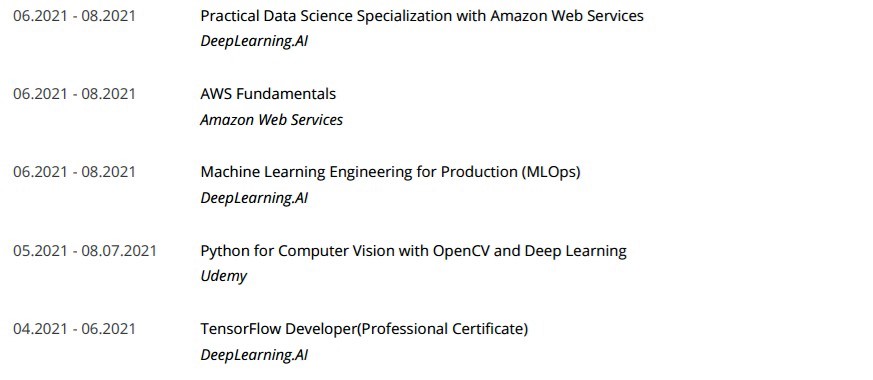 06.2021 - 08.2021 Practical Data Science Specialization with Amazon Web Services
DeepLearning.AI
06.2021 - 08.2021 AWS Fundamentals
Amazon Web Services
06.2021 - 08.2021 Machine Learning Engineering for Production (MLOps)
DeepLearning.AI
05.2021 - 08.07.2021 Python for Computer Vision with OpenCV and Deep Learning
Udemy
04.2021 - 06.2021 TensorFlow Developer(Professional Certificate)
DeepLearning.AI